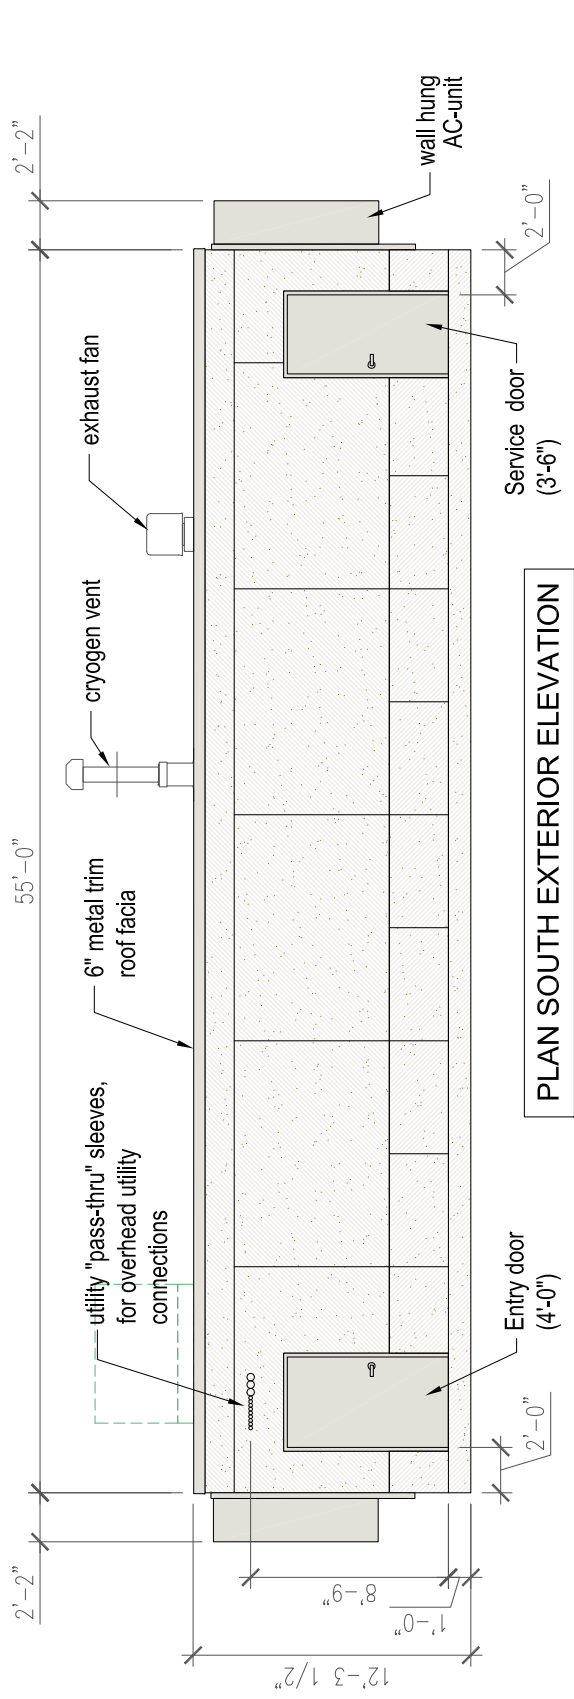 2'-2"
55'-0"
2'-2"
utility "pass-thru" sleeves,
for overhead utility
connections
6" metal trim
roof facia
cryogen vent
exhaust fan
wall hung
AC-unit
12'-3 1/2"
8'-9"
1'-0"
2'-0"
Entry door
(4'-0")
Service door
(3'-6")
2'-0"
PLAN SOUTH EXTERIOR ELEVATION